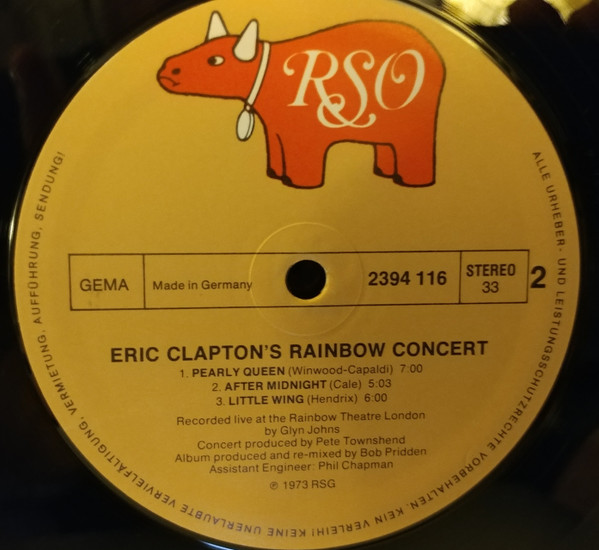 RSO
GEMA
Made in Germany
2394 116
STEREO
33
2
ERIC CLAPTON'S RAINBOW CONCERT
1. PEARLY QUEEN (Winwood-Capaldi) 7:00
2. AFTER MIDNIGHT (Cale) 5:03
3. LITTLE WING (Hendrix) 6:00
Recorded live at the Rainbow Theatre London
by Glyn Johns
Concert produced by Pete Townshend
Album produced and re-mixed by Bob Pridden
Assistant Engineer: Phil Chapman
℗ 1973 RSG
ALLE URHEBER- UND LEISTUNGSSCHUTZRECHTE VORBEHALTEN. KEIN VERLEIH! KEINE UNERLAUBTE VERVIELFÄLTIGUNG, VERMIETUNG, AUFFÜHRUNG, SENDUNG!